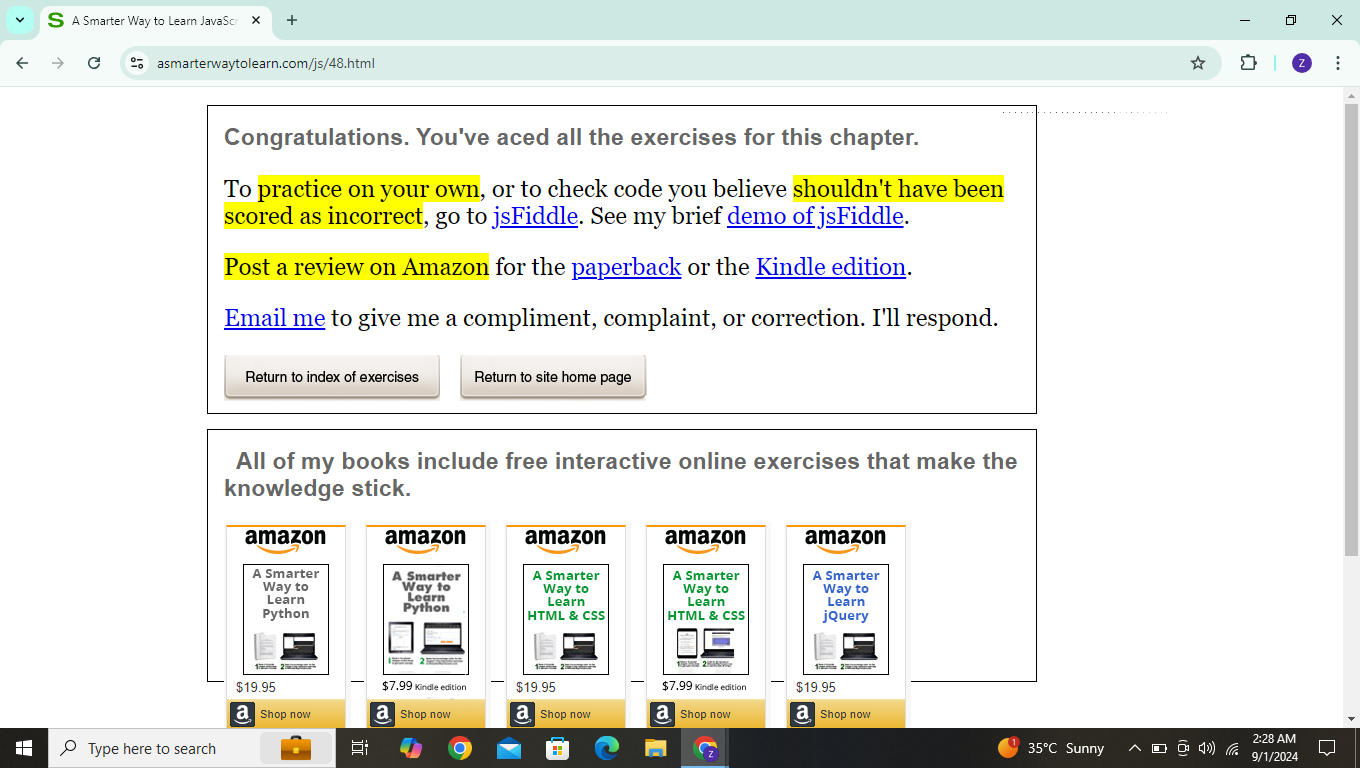 A Smarter Way to Learn JavaScr
asmarterwaytolearn.com/js/48.html
Z
Congratulations. You've aced all the exercises for this chapter.
To practice on your own, or to check code you believe shouldn't have been
scored as incorrect, go to jsFiddle. See my brief demo of jsFiddle.
Post a review on Amazon for the paperback or the Kindle edition.
Email me to give me a compliment, complaint, or correction. I'll respond.
Return to index of exercises
Return to site home page
All of my books include free interactive online exercises that make the
knowledge stick.
amazon
A Smarter
Way to
Learn
Python
$19.95
Shop now
amazon
A Smarter
Way to
Learn
Python
$7.99 Kindle edition
Shop now
amazon
A Smarter
Way to
Learn
HTML & CSS
$19.95
Shop now
amazon
A Smarter
Way to
Learn
HTML & CSS
$7.99 Kindle edition
Shop now
amazon
A Smarter
Way to
Learn
jQuery
$19.95
Shop now
Type here to search
1
35°C Sunny
2:28 AM
9/1/2024